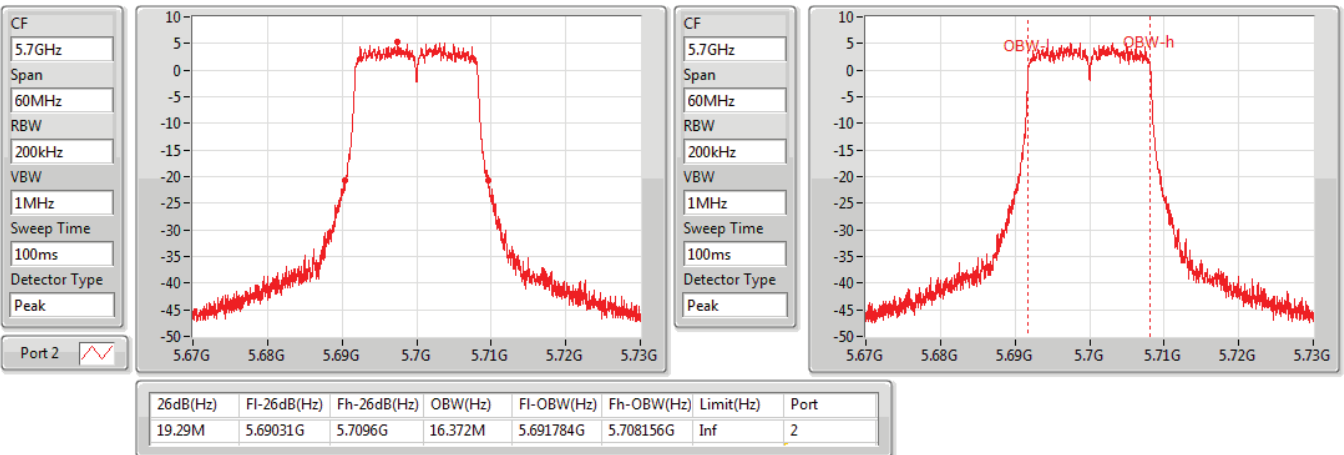 CF
5.7GHz
Span
60MHz
RBW
200kHz
VBW
1MHz
Sweep Time
100ms
Detector Type
Peak
Port 2
10
5
0
-5
-10
-15
-20
-25
-30
-35
-40
-45
-50
5.67G 5.68G 5.69G 5.7G 5.71G 5.72G 5.73G
CF
5.7GHz
Span
60MHz
RBW
200kHz
VBW
1MHz
Sweep Time
100ms
Detector Type
Peak
10
5
0
-5
-10
-15
-20
-25
-30
-35
-40
-45
-50
OBW-l OBW-h
5.67G 5.68G 5.69G 5.7G 5.71G 5.72G 5.73G
26dB(Hz) Fl-26dB(Hz) Fh-26dB(Hz) OBW(Hz) Fl-OBW(Hz) Fh-OBW(Hz) Limit(Hz) Port
19.29M 5.69031G 5.7096G 16.372M 5.691784G 5.708156G Inf 2